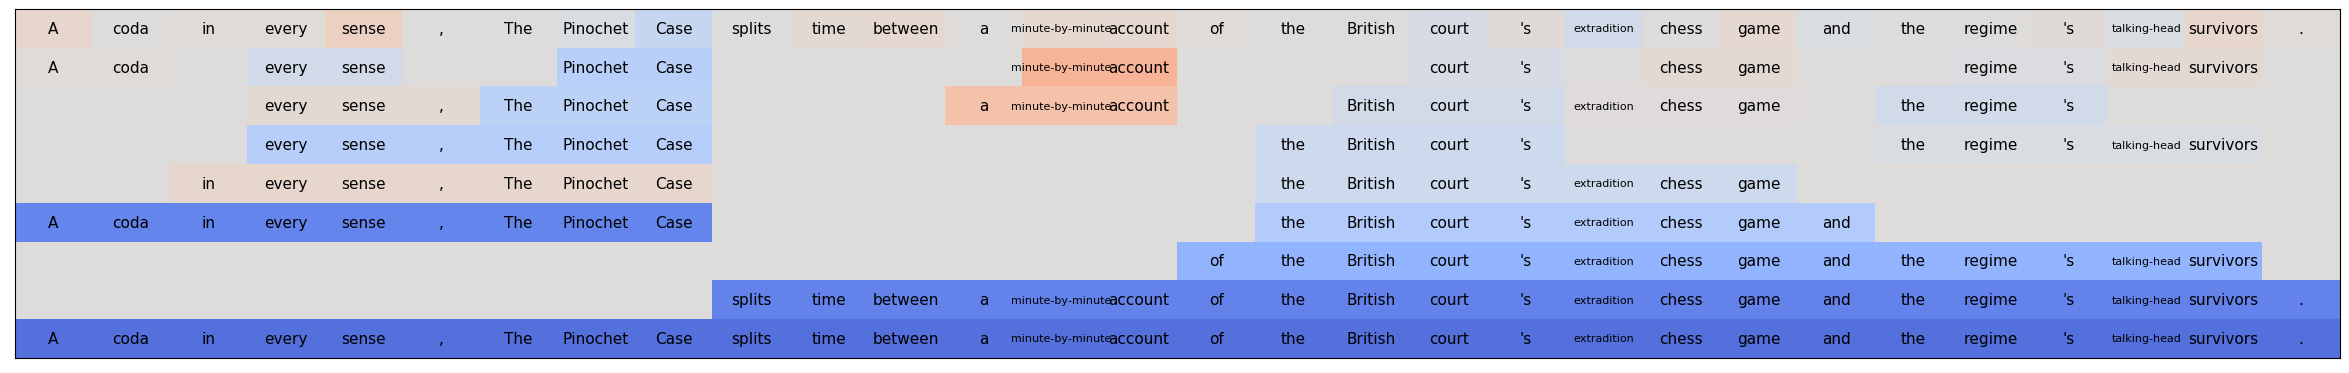 A coda in every sense , The Pinochet Case splits time between a minute-by-minute account of the British court 's extradition chess game and the regime 's talking-head survivors .
A coda every sense Pinochet Case minute-by-minute account court 's chess game regime 's talking-head survivors
every sense , The Pinochet Case a minute-by-minute account British court 's extradition chess game the regime 's
every sense , The Pinochet Case the British court 's the regime 's talking-head survivors
in every sense , The Pinochet Case the British court 's extradition chess game
A coda in every sense , The Pinochet Case the British court 's extradition chess game and
of the British court 's extradition chess game and the regime 's talking-head survivors
splits time between a minute-by-minute account of the British court 's extradition chess game and the regime 's talking-head survivors .
A coda in every sense , The Pinochet Case splits time between a minute-by-minute account of the British court 's extradition chess game and the regime 's talking-head survivors .